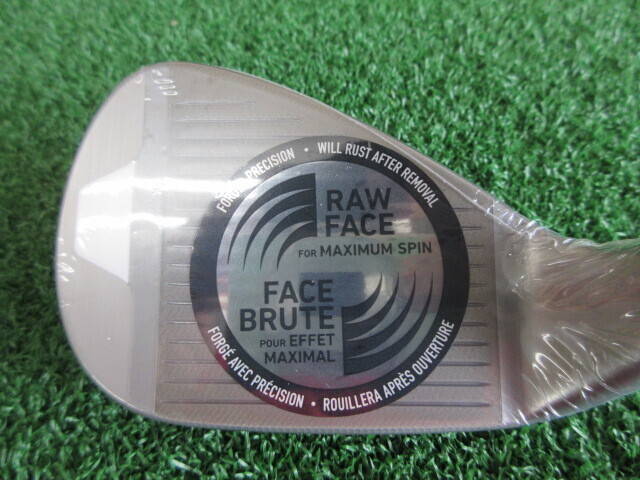 FORGÉ PRECISION • WILL RUST AFTER REMOVAL
RAW
FACE
FOR MAXIMUM SPIN
FACE
BRUTE
POUR EFFET
MAXIMAL
FORGÉ AVEC PRÉCISION • ROUILLERA APRÈS OUVERTURE